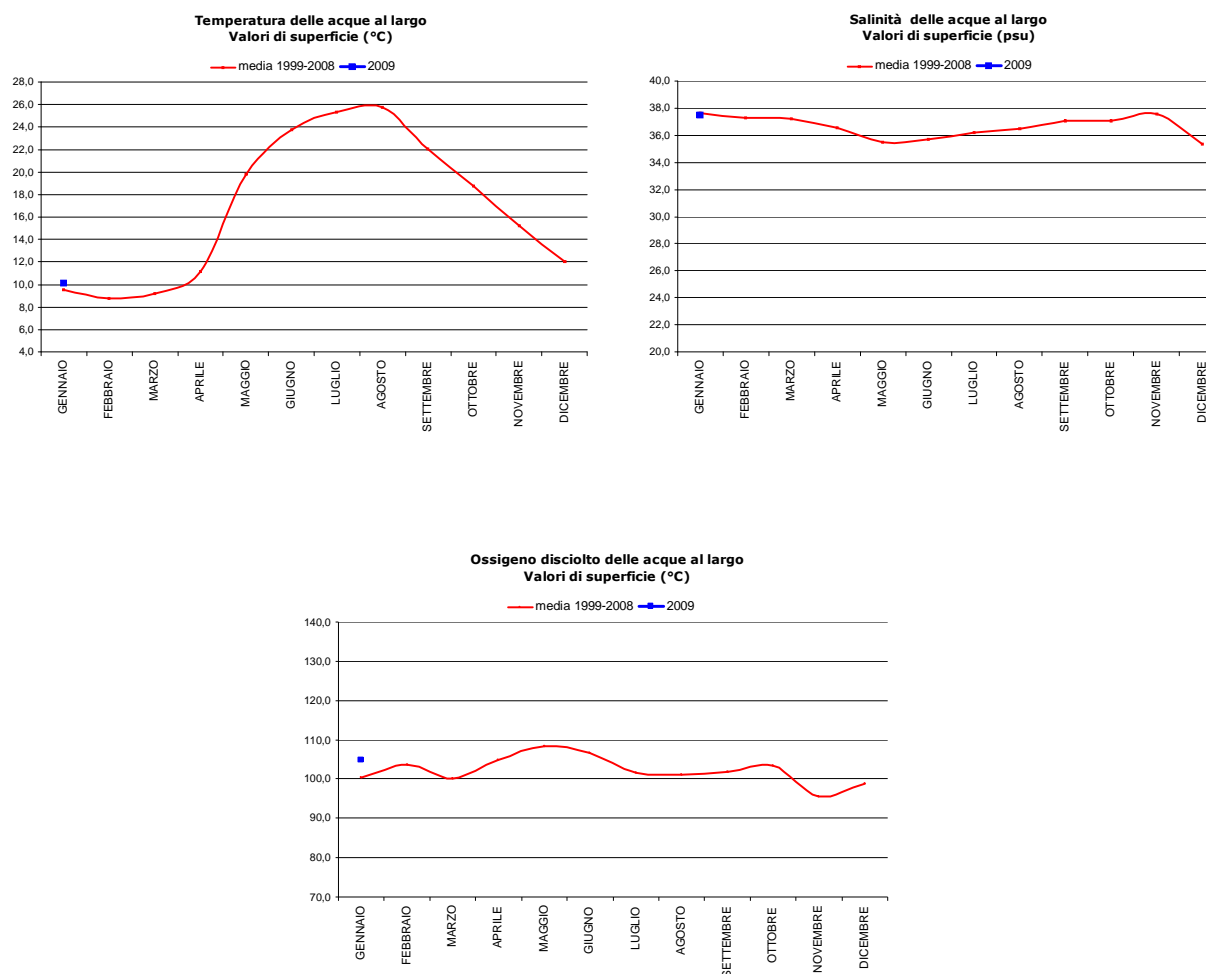 Temperatura delle acque al largo
Valori di superficie (°C)
media 1999-2008 2009
28,0
26,0
24,0
22,0
20,0
18,0
16,0
14,0
12,0
10,0
8,0
6,0
4,0
GENNAIO
FEBBRAIO
MARZO
APRILE
MAGGIO
GIUGNO
LUGLIO
AGOSTO
SETTEMBRE
OTTOBRE
NOVEMBRE
DICEMBRE
Salinità delle acque al largo
Valori di superficie (psu)
media 1999-2008 2009
40,0
38,0
36,0
34,0
32,0
30,0
28,0
26,0
24,0
22,0
20,0
GENNAIO
FEBBRAIO
MARZO
APRILE
MAGGIO
GIUGNO
LUGLIO
AGOSTO
SETTEMBRE
OTTOBRE
NOVEMBRE
DICEMBRE
Ossigeno disciolto delle acque al largo
Valori di superficie (°C)
media 1999-2008 2009
140,0
130,0
120,0
110,0
100,0
90,0
80,0
70,0
GENNAIO
FEBBRAIO
MARZO
APRILE
MAGGIO
GIUGNO
LUGLIO
AGOSTO
SETTEMBRE
OTTOBRE
NOVEMBRE
DICEMBRE